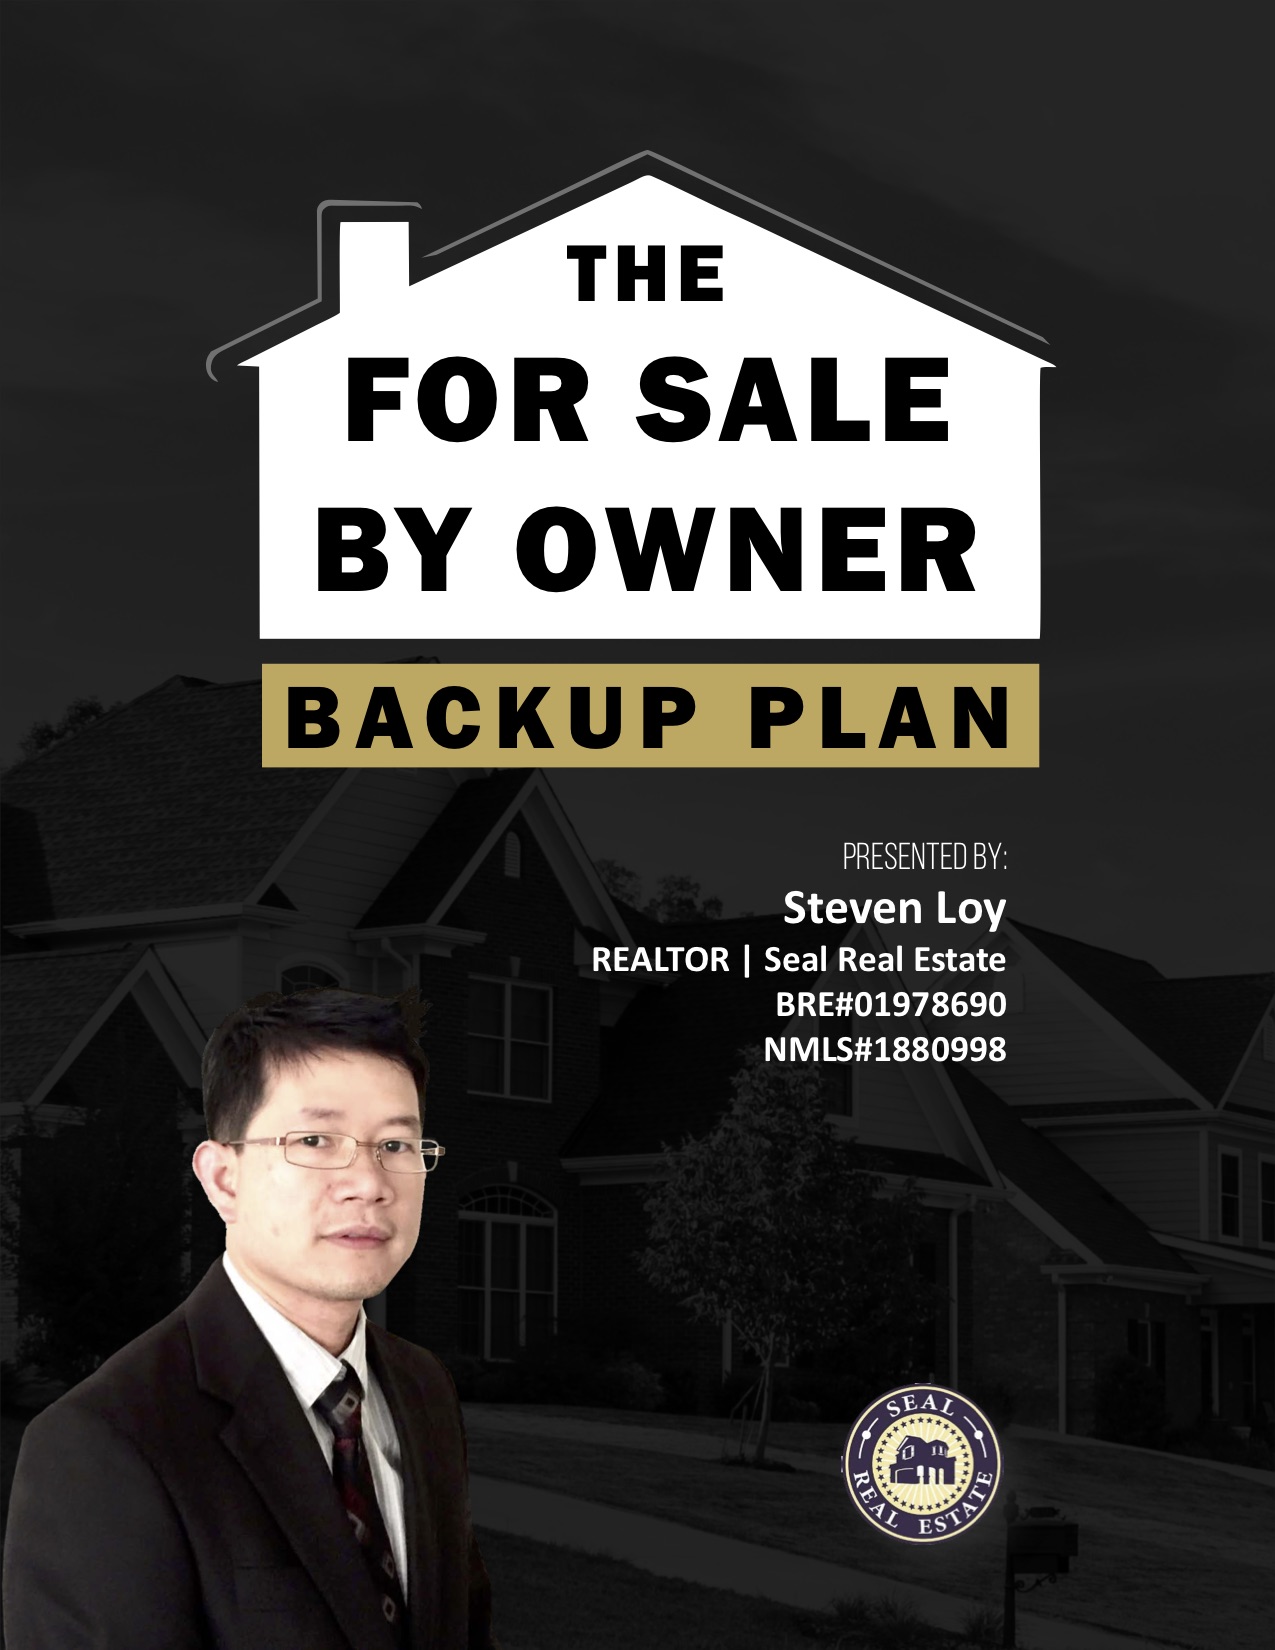 THE
FOR SALE
BY OWNER
BACKUP PLAN
PRESENTED BY:
Steven Loy
REALTOR | Seal Real Estate
BRE#01978690
NMLS#1880998
SEAL
REAL ESTATE